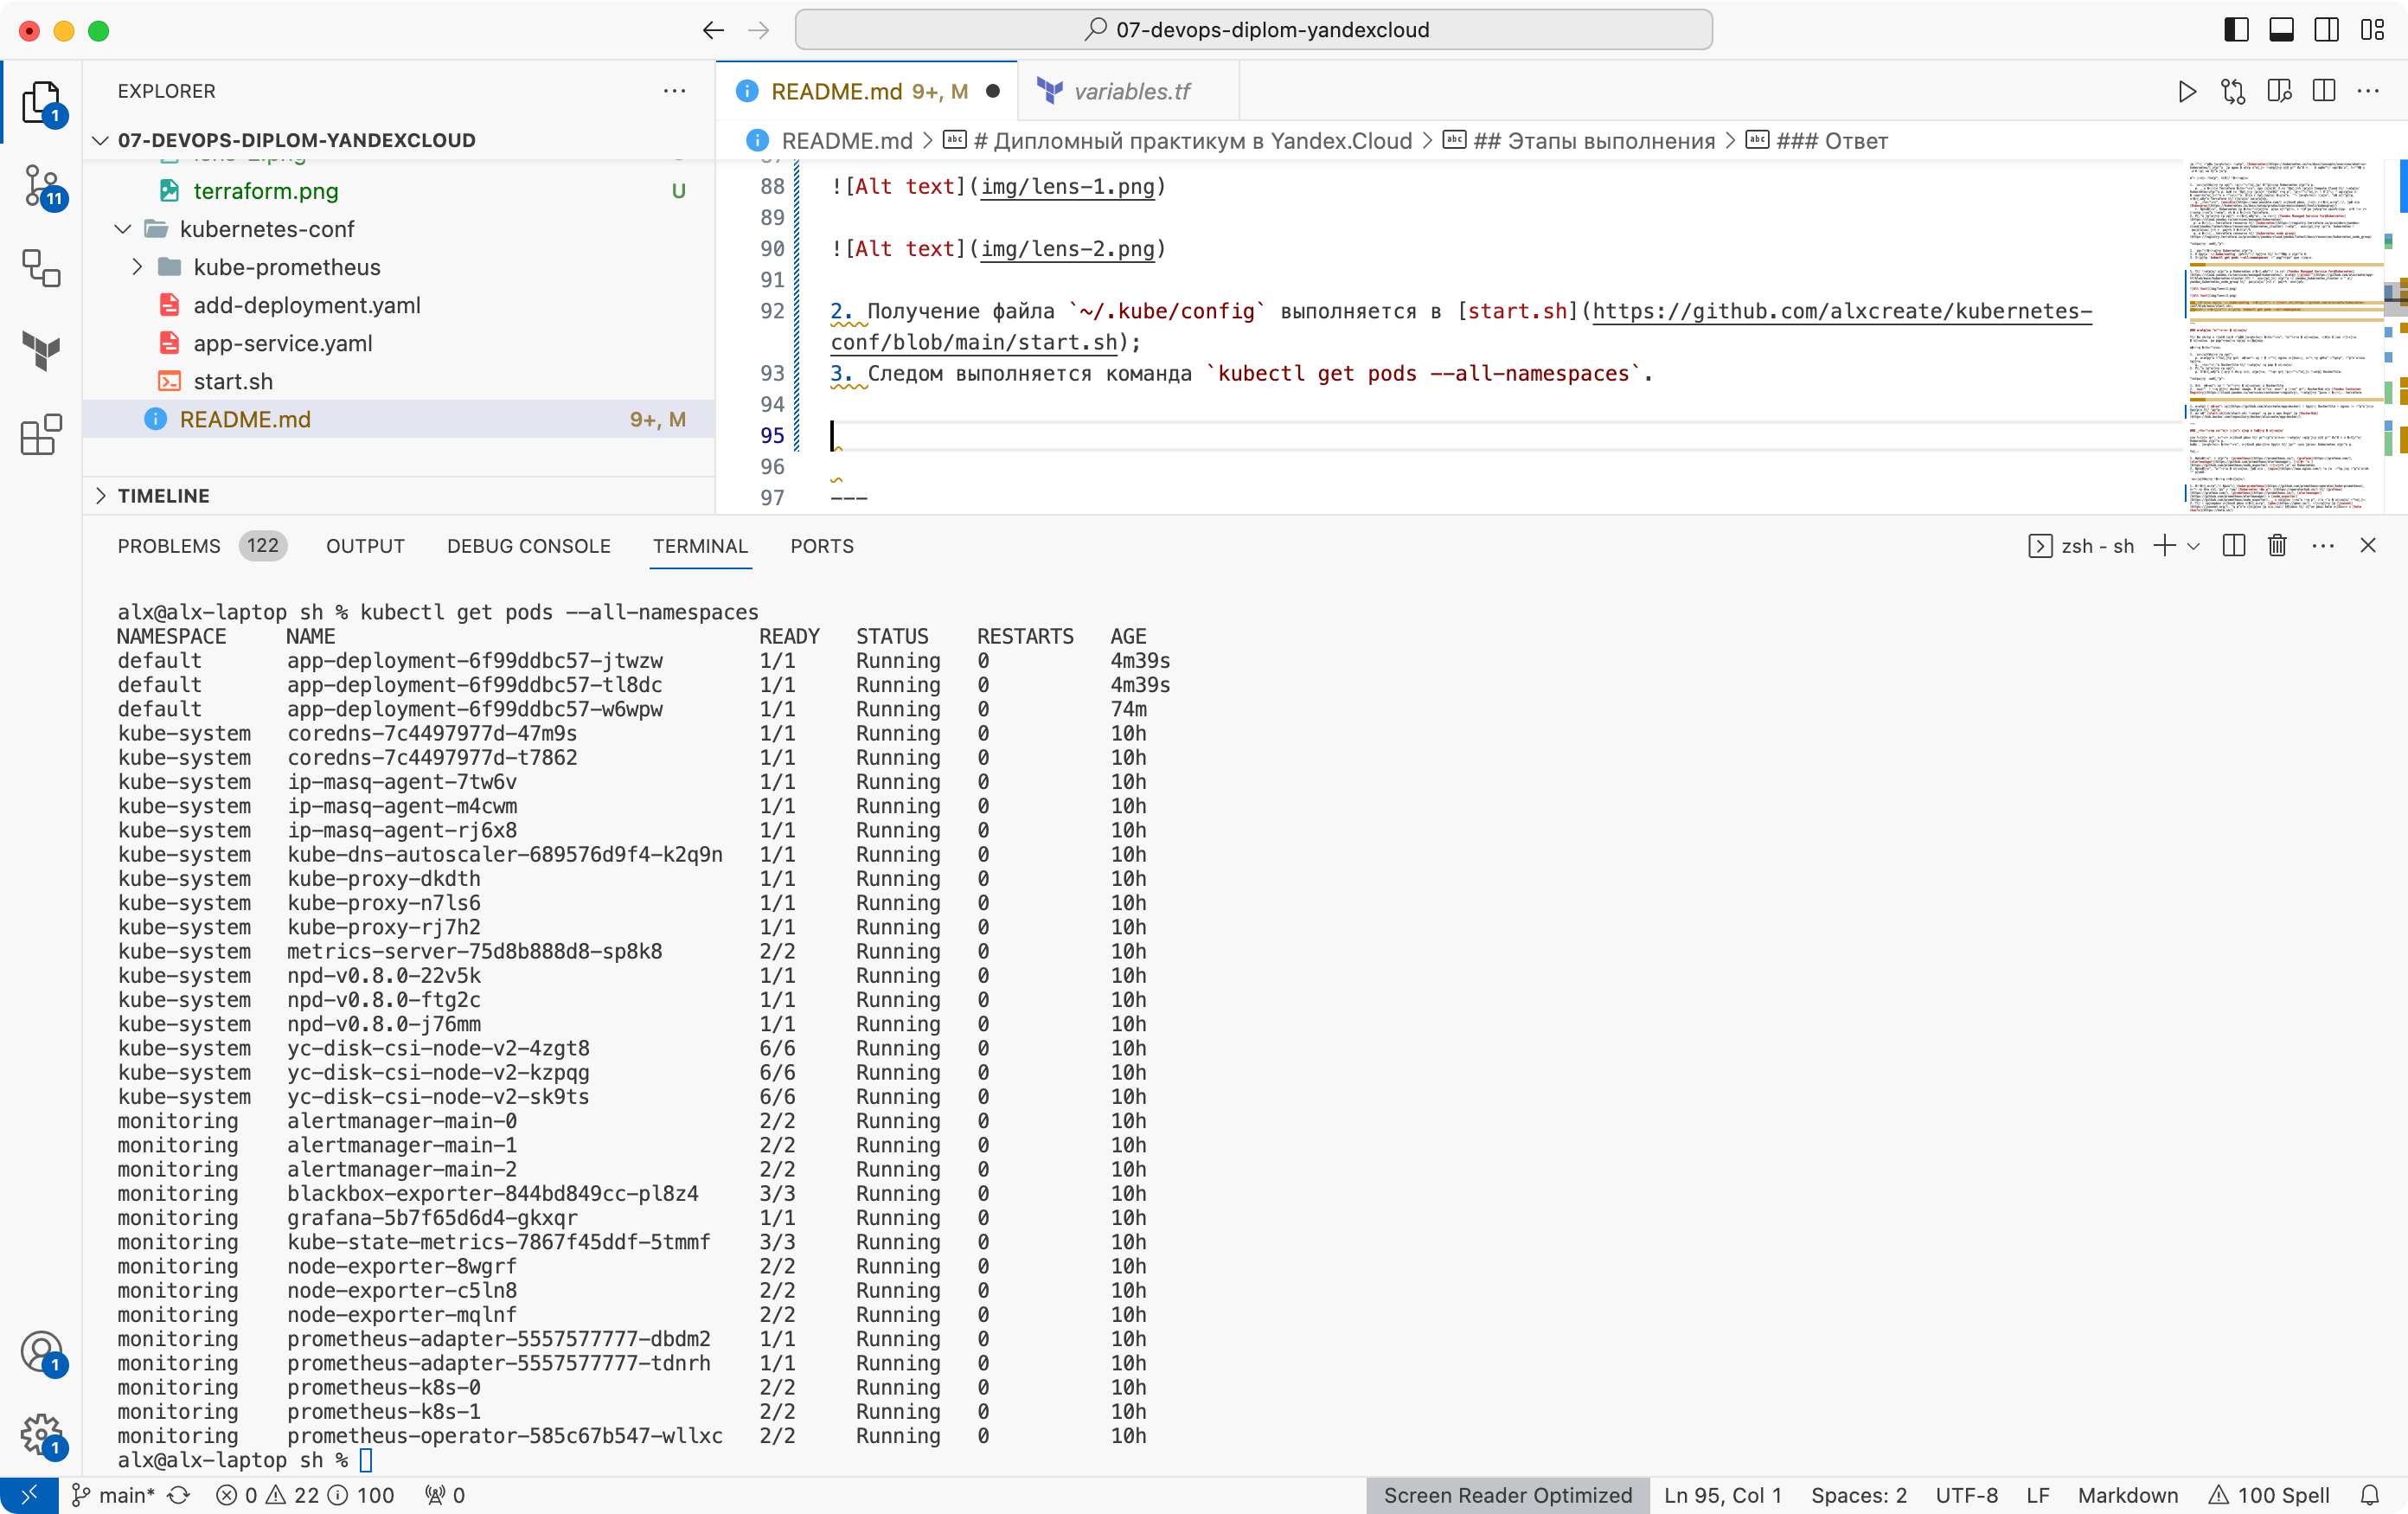 07-devops-diplom-yandexcloud
EXPLORER
07-DEVOPS-DIPLOM-YANDEXCLOUD
terraform.png U
kubernetes-conf
kube-prometheus
add-deployment.yaml
app-service.yaml
start.sh
README.md 9+, M
TIMELINE
1
11
1
1
README.md 9+, M
variables.tf
README.md > # Дипломный практикум в Yandex.Cloud > ## Этапы выполнения > ### Ответ
88 ![Alt text](img/lens-1.png)
89
90 ![Alt text](img/lens-2.png)
91
92 2. Получение файла `~/.kube/config` выполняется в [start.sh](https://github.com/alxcreate/kubernetes-
conf/blob/main/start.sh);
93 3. Следом выполняется команда `kubectl get pods --all-namespaces`.
94
95
96
97 ---
PROBLEMS 122 OUTPUT DEBUG CONSOLE TERMINAL PORTS
zsh - sh
alx@alx-laptop sh % kubectl get pods --all-namespaces
NAMESPACE NAME READY STATUS RESTARTS AGE
default app-deployment-6f99ddbc57-jtwzw 1/1 Running 0 4m39s
default app-deployment-6f99ddbc57-tl8dc 1/1 Running 0 4m39s
default app-deployment-6f99ddbc57-w6wpw 1/1 Running 0 74m
kube-system coredns-7c4497977d-47m9s 1/1 Running 0 10h
kube-system coredns-7c4497977d-t7862 1/1 Running 0 10h
kube-system ip-masq-agent-7tw6v 1/1 Running 0 10h
kube-system ip-masq-agent-m4cwm 1/1 Running 0 10h
kube-system ip-masq-agent-rj6x8 1/1 Running 0 10h
kube-system kube-dns-autoscaler-689576d9f4-k2q9n 1/1 Running 0 10h
kube-system kube-proxy-dkdth 1/1 Running 0 10h
kube-system kube-proxy-n7ls6 1/1 Running 0 10h
kube-system kube-proxy-rj7h2 1/1 Running 0 10h
kube-system metrics-server-75d8b888d8-sp8k8 2/2 Running 0 10h
kube-system npd-v0.8.0-22v5k 1/1 Running 0 10h
kube-system npd-v0.8.0-ftg2c 1/1 Running 0 10h
kube-system npd-v0.8.0-j76mm 1/1 Running 0 10h
kube-system yc-disk-csi-node-v2-4zgt8 6/6 Running 0 10h
kube-system yc-disk-csi-node-v2-kzpqg 6/6 Running 0 10h
kube-system yc-disk-csi-node-v2-sk9ts 6/6 Running 0 10h
monitoring alertmanager-main-0 2/2 Running 0 10h
monitoring alertmanager-main-1 2/2 Running 0 10h
monitoring alertmanager-main-2 2/2 Running 0 10h
monitoring blackbox-exporter-844bd849cc-pl8z4 3/3 Running 0 10h
monitoring grafana-5b7f65d6d4-gkxqr 1/1 Running 0 10h
monitoring kube-state-metrics-7867f45ddf-5tmmf 3/3 Running 0 10h
monitoring node-exporter-8wgrf 2/2 Running 0 10h
monitoring node-exporter-c5ln8 2/2 Running 0 10h
monitoring node-exporter-mqlnf 2/2 Running 0 10h
monitoring prometheus-adapter-5557577777-dbdm2 1/1 Running 0 10h
monitoring prometheus-adapter-5557577777-tdnrh 1/1 Running 0 10h
monitoring prometheus-k8s-0 2/2 Running 0 10h
monitoring prometheus-k8s-1 2/2 Running 0 10h
monitoring prometheus-operator-585c67b547-wllxc 2/2 Running 0 10h
alx@alx-laptop sh %
main* 0 22 100 0 Screen Reader Optimized Ln 95, Col 1 Spaces: 2 UTF-8 LF Markdown 100 Spell